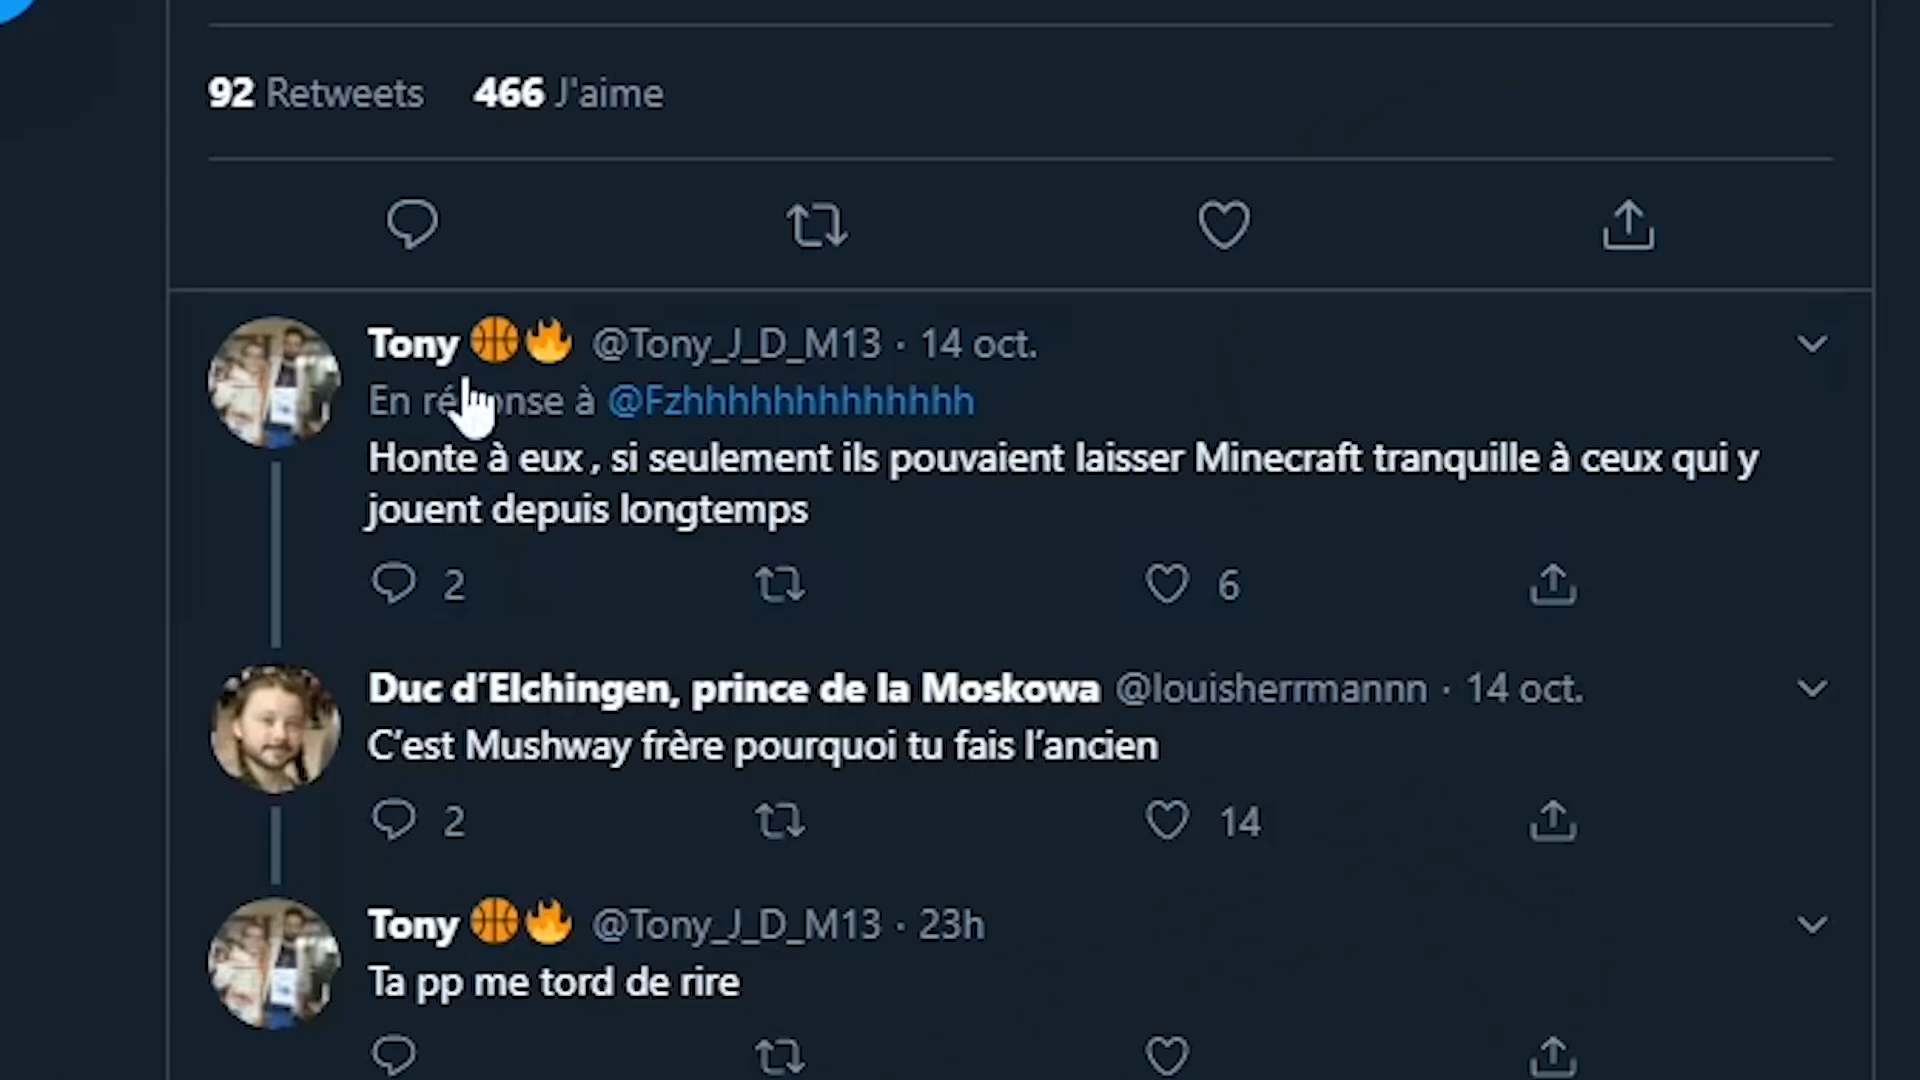 92 Retweets 466 J'aime
Tony @Tony_J_D_M13 · 14 oct.
En réponse à @Fzhhhhhhhhhhhhhh
Honte à eux , si seulement ils pouvaient laisser Minecraft tranquille à ceux qui y
jouent depuis longtemps
2 6
Duc d’Elchingen, prince de la Moskowa @louisherrmannn · 14 oct.
C’est Mushway frère pourquoi tu fais l’ancien
2 14
Tony @Tony_J_D_M13 · 23h
Ta pp me tord de rire